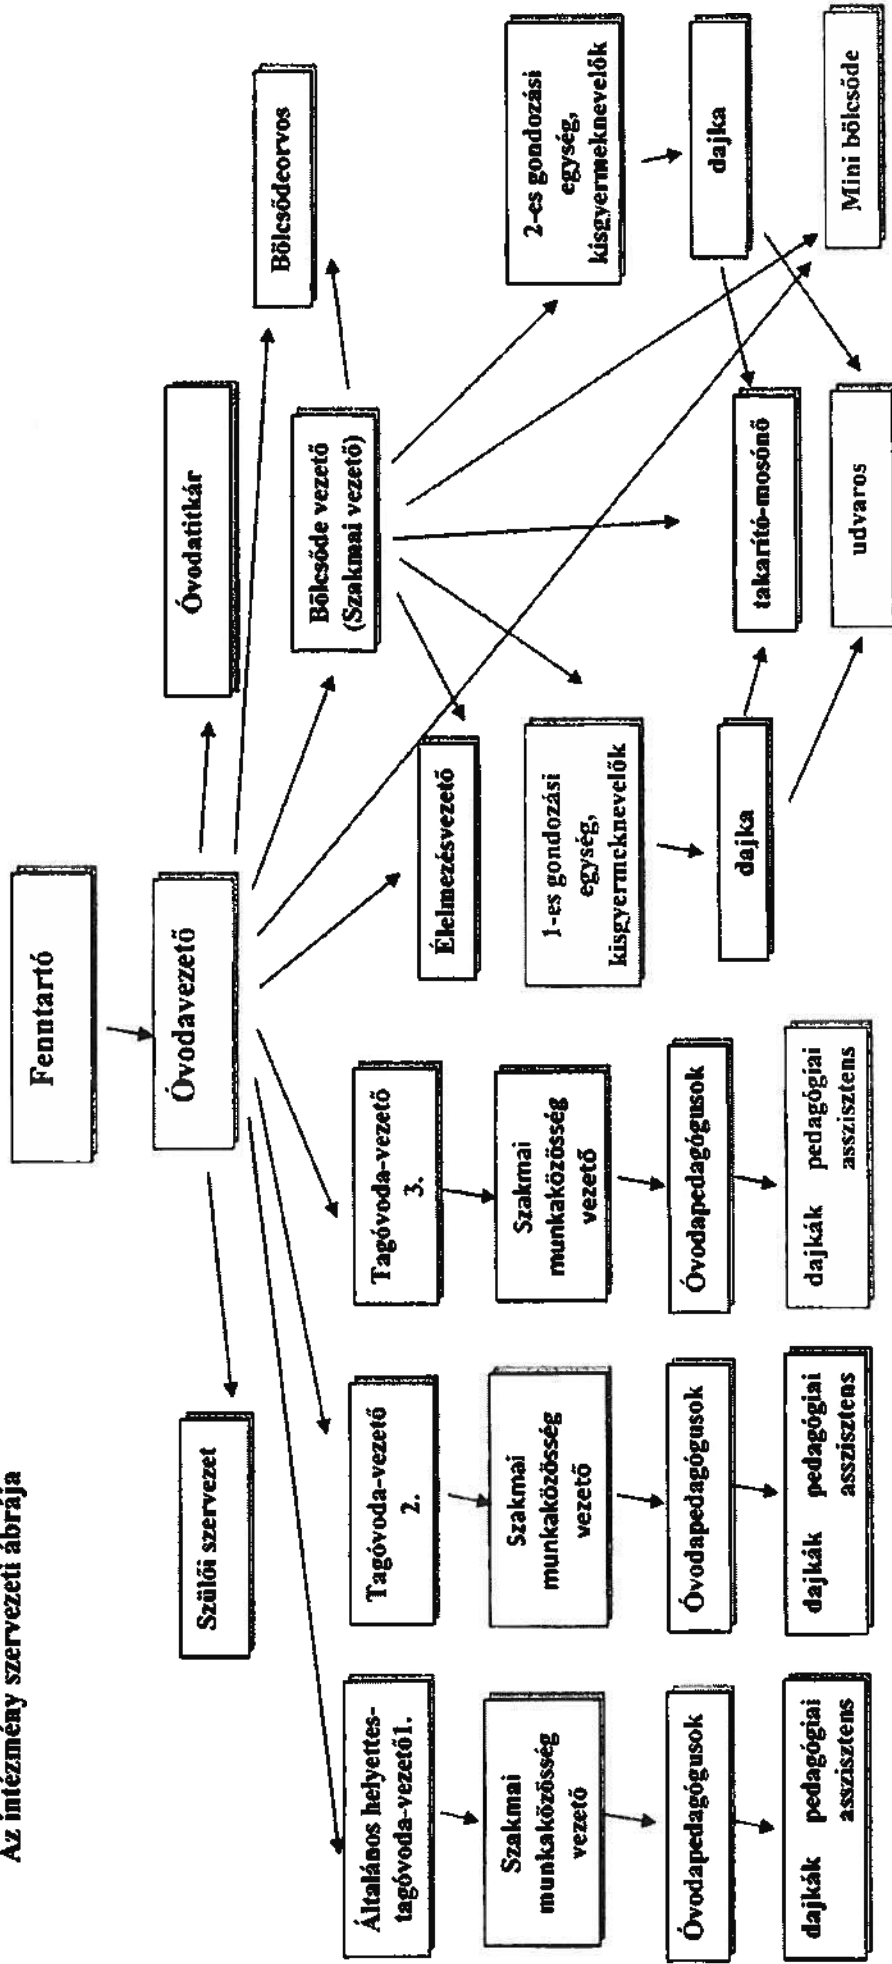 Az intézmény szervezeti ábrája
Fenntartó
Óvodavezető
Szülői szervezet
Óvodatitkár
Bölcsődeorvos
Általános helyettes-
tagóvoda-vezető1.
Tagóvoda-vezető
2.
Tagóvoda-vezető
3.
Élelmezésvezető
Bölcsőde vezető
(Szakmai vezető)
Szakmai
munkaközösség
vezető
Szakmai
munkaközösség
vezető
Szakmai
munkaközösség
vezető
1-es gondozási
egység,
kisgyermeknevelők
2-es gondozási
egység,
kisgyermeknevelők
Óvodapedagógusok
Óvodapedagógusok
Óvodapedagógusok
dajka
takarító-mosónő
dajka
dajkák pedagógiai
asszisztens
dajkák pedagógiai
asszisztens
dajkák pedagógiai
asszisztens
udvaros
Mini bölcsőde